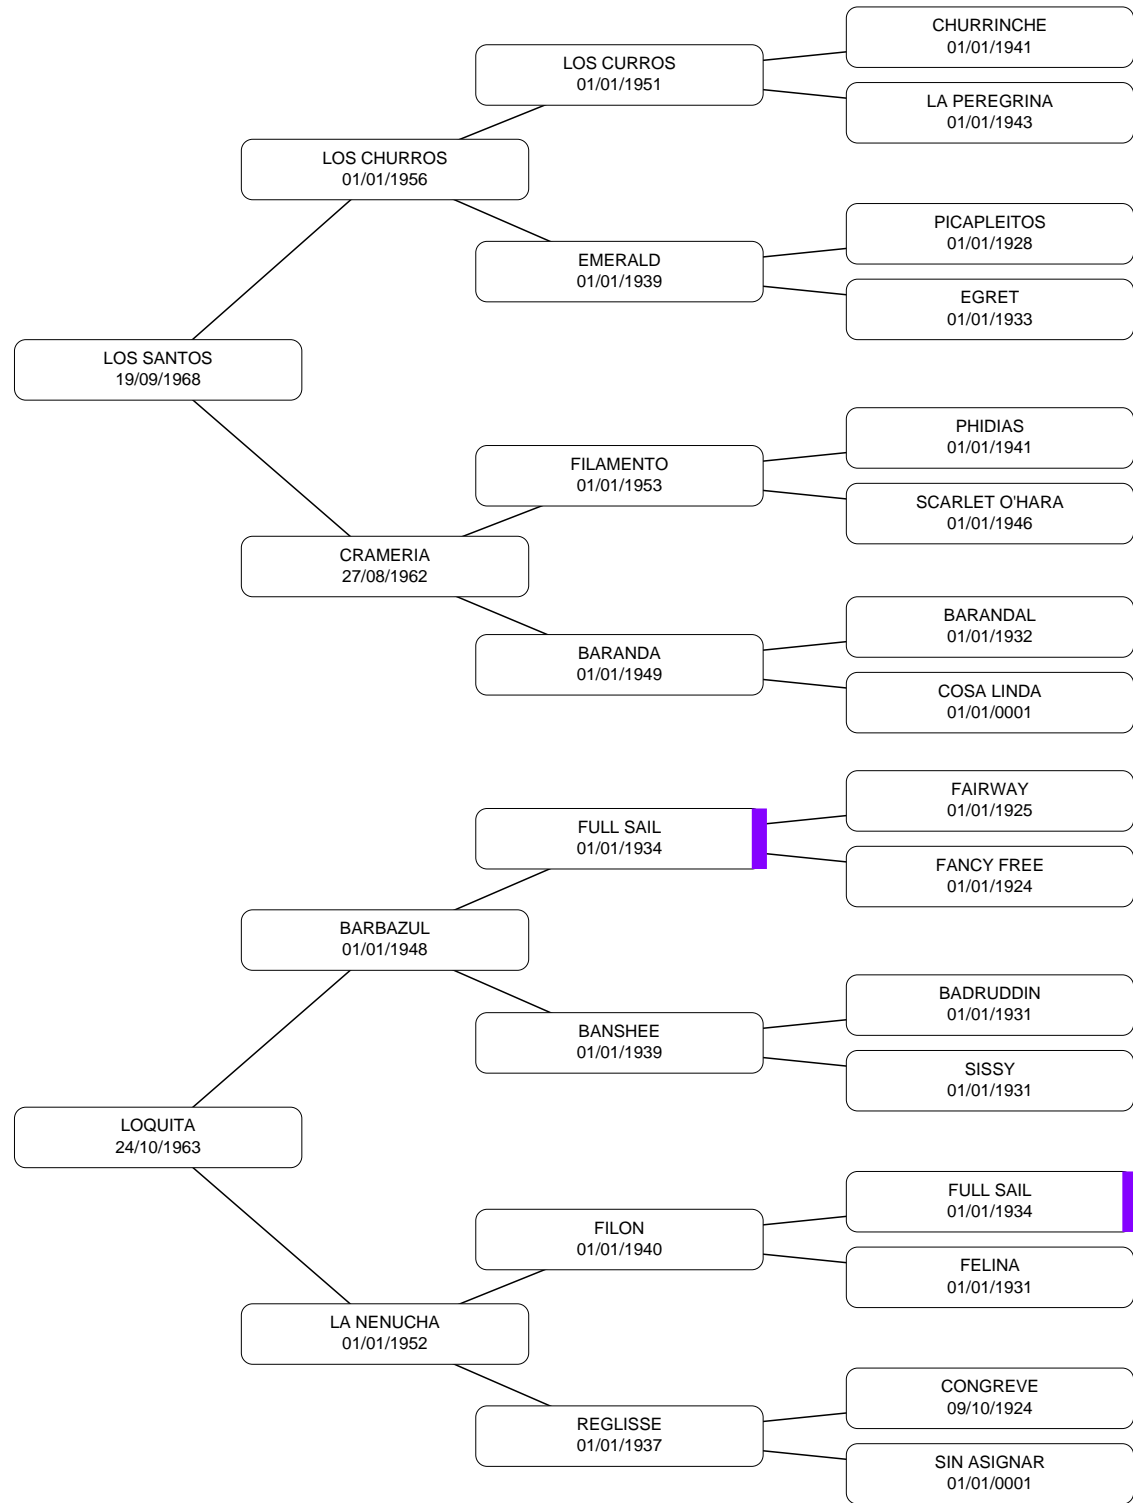 CHURRINCHE
01/01/1941
LOS CURROS
01/01/1951
LA PEREGRINA
01/01/1943
LOS CHURROS
01/01/1956
PICAPLEITOS
01/01/1928
EMERALD
01/01/1939
EGRET
01/01/1933
LOS SANTOS
19/09/1968
PHIDIAS
01/01/1941
FILAMENTO
01/01/1953
SCARLET O'HARA
01/01/1946
CRAMERIA
27/08/1962
BARANDAL
01/01/1932
BARANDA
01/01/1949
COSA LINDA
01/01/0001
FAIRWAY
01/01/1925
FULL SAIL
01/01/1934
FANCY FREE
01/01/1924
BARBAZUL
01/01/1948
BADRUDDIN
01/01/1931
BANSHEE
01/01/1939
SISSY
01/01/1931
LOQUITA
24/10/1963
FULL SAIL
01/01/1934
FILON
01/01/1940
FELINA
01/01/1931
LA NENUCHA
01/01/1952
CONGREVE
09/10/1924
REGLISSE
01/01/1937
SIN ASIGNAR
01/01/0001